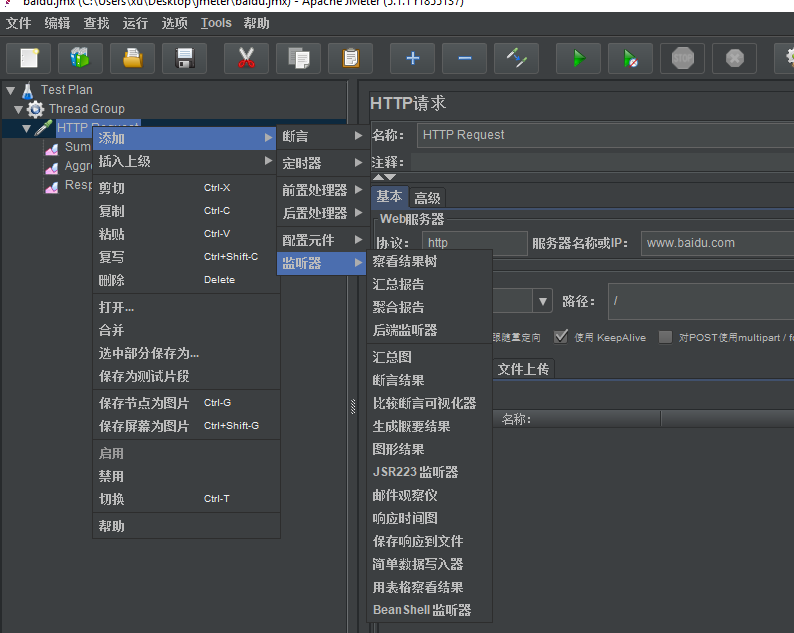 baidu.jmx (C:\Users\xu\Desktop\jmeter\baidu.jmx) - Apache JMeter (5.1.1 r1855137)
文件 编辑 查找 运行 选项 Tools 帮助
Test Plan
Thread Group
HTTP Request
Sum
Aggre
Resp
添加
插入上级
剪切 Ctrl-X
复制 Ctrl-C
粘贴 Ctrl-V
复写 Ctrl+Shift-C
删除 Delete
打开...
合并
选中部分保存为...
保存为测试片段
保存节点为图片 Ctrl-G
保存屏幕为图片 Ctrl+Shift-G
启用
禁用
切换 Ctrl-T
帮助
断言
定时器
前置处理器
后置处理器
配置元件
监听器
察看结果树
汇总报告
聚合报告
后端监听器
汇总图
断言结果
比较断言可视化器
生成概要结果
图形结果
JSR223 监听器
邮件观察仪
响应时间图
保存响应到文件
简单数据写入器
用表格察看结果
BeanShell 监听器
HTTP请求
名称: HTTP Request
注释:
基本 高级
Web服务器
协议: http 服务器名称或IP: www.baidu.com
路径: /
跟随重定向 使用 KeepAlive 对POST使用multipart / fo
文件上传
名称:
STOP